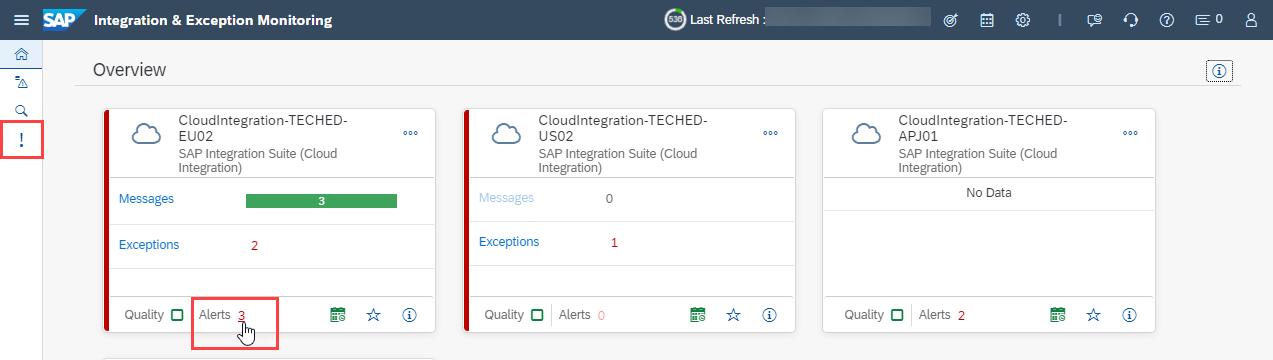 SAP Integration & Exception Monitoring 536 Last Refresh : 0
Overview
CloudIntegration-TECHED-
EU02
SAP Integration Suite (Cloud
Integration)
Messages 3
Exceptions 2
Quality Alerts 3
CloudIntegration-TECHED-
US02
SAP Integration Suite (Cloud
Integration)
Messages 0
Exceptions 1
Quality Alerts 0
CloudIntegration-TECHED-
APJ01
SAP Integration Suite (Cloud
Integration)
No Data
Quality Alerts 2